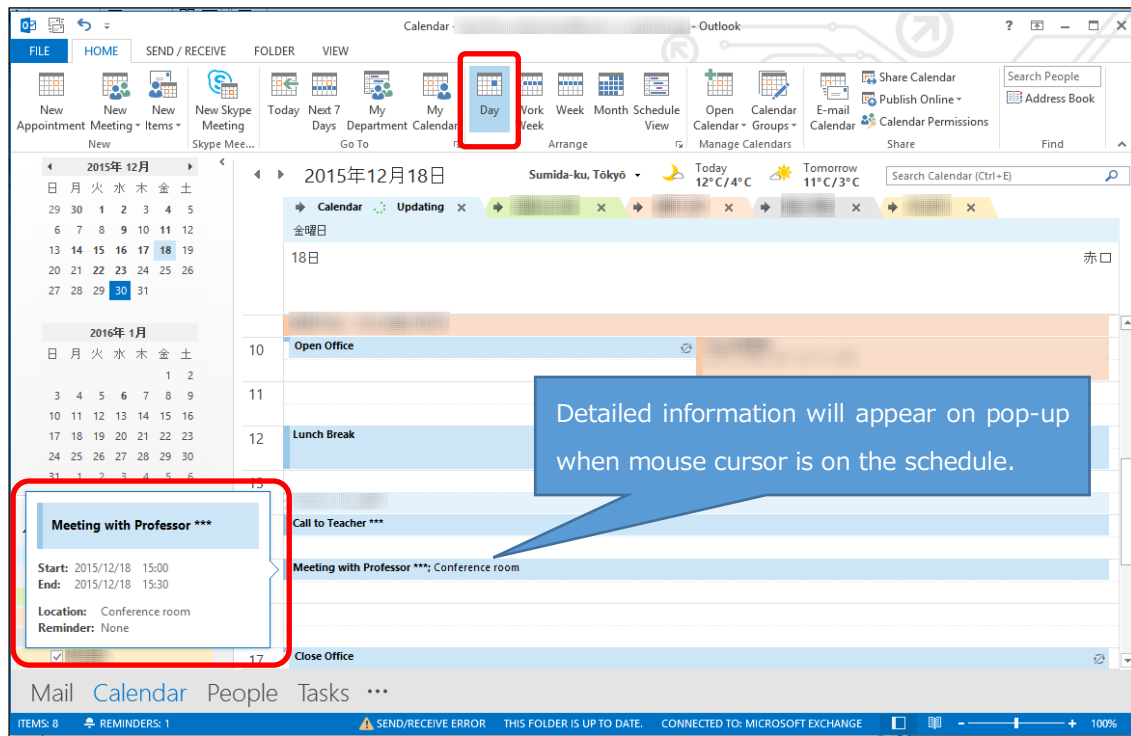 Calendar - - Outlook
FILE HOME SEND / RECEIVE FOLDER VIEW
New Appointment
New Meeting
New Items
New Skype Meeting
Today
Next 7 Days
My Department
My Calendar
Day
Work Week
Week
Month
Schedule View
Open Calendar
Calendar Groups
E-mail Calendar
Share Calendar
Publish Online
Calendar Permissions
Search People
Address Book
New Skype Mee... Go To Arrange Manage Calendars Share Find
2015年 12月
日 月 火 水 木 金 土
29 30 1 2 3 4 5
6 7 8 9 10 11 12
13 14 15 16 17 18 19
20 21 22 23 24 25 26
27 28 29 30 31
2016年 1月
日 月 火 水 木 金 土
1 2
3 4 5 6 7 8 9
10 11 12 13 14 15 16
17 18 19 20 21 22 23
24 25 26 27 28 29 30
31 1 2 3 4 5 6
2015年12月18日
Sumida-ku, Tōkyō
Today
12°C/4°C
Tomorrow
11°C/3°C
Search Calendar (Ctrl+E)
Calendar Updating
金曜日
18日 赤口
10 Open Office
11
12 Lunch Break
13
Call to Teacher ***
Meeting with Professor ***; Conference room
17 Close Office
Detailed information will appear on pop-up
when mouse cursor is on the schedule.
Meeting with Professor ***
Start: 2015/12/18 15:00
End: 2015/12/18 15:30
Location: Conference room
Reminder: None
Mail Calendar People Tasks •••
ITEMS: 8 REMINDERS: 1 SEND/RECEIVE ERROR THIS FOLDER IS UP TO DATE. CONNECTED TO: MICROSOFT EXCHANGE 100%